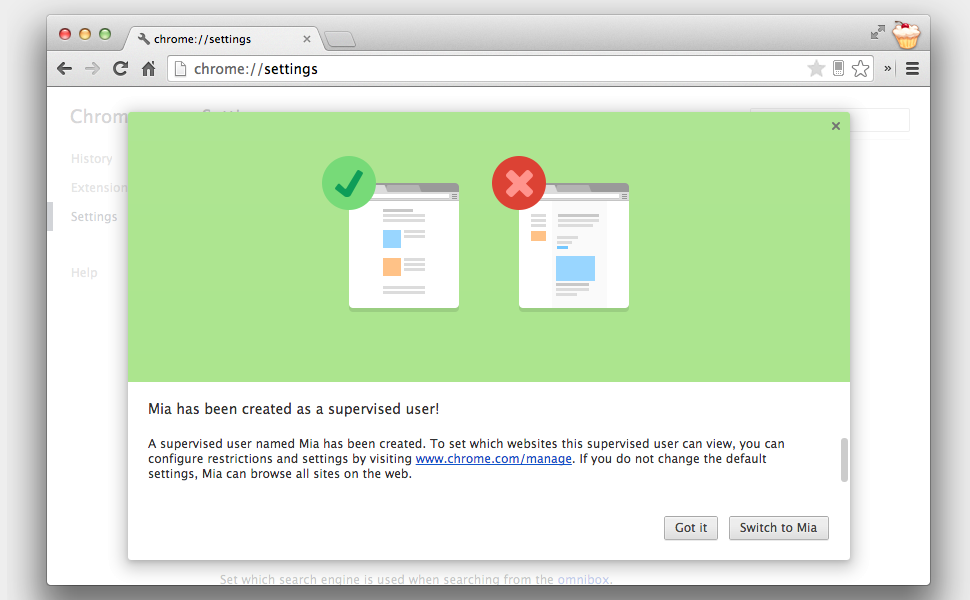 chrome://settings
chrome://settings
Chrom
History
Extension
Settings
Help
Mia has been created as a supervised user!
A supervised user named Mia has been created. To set which websites this supervised user can view, you can
configure restrictions and settings by visiting www.chrome.com/manage. If you do not change the default
settings, Mia can browse all sites on the web.
Got it
Switch to Mia
Set which search engine is used when searching from the omnibox.